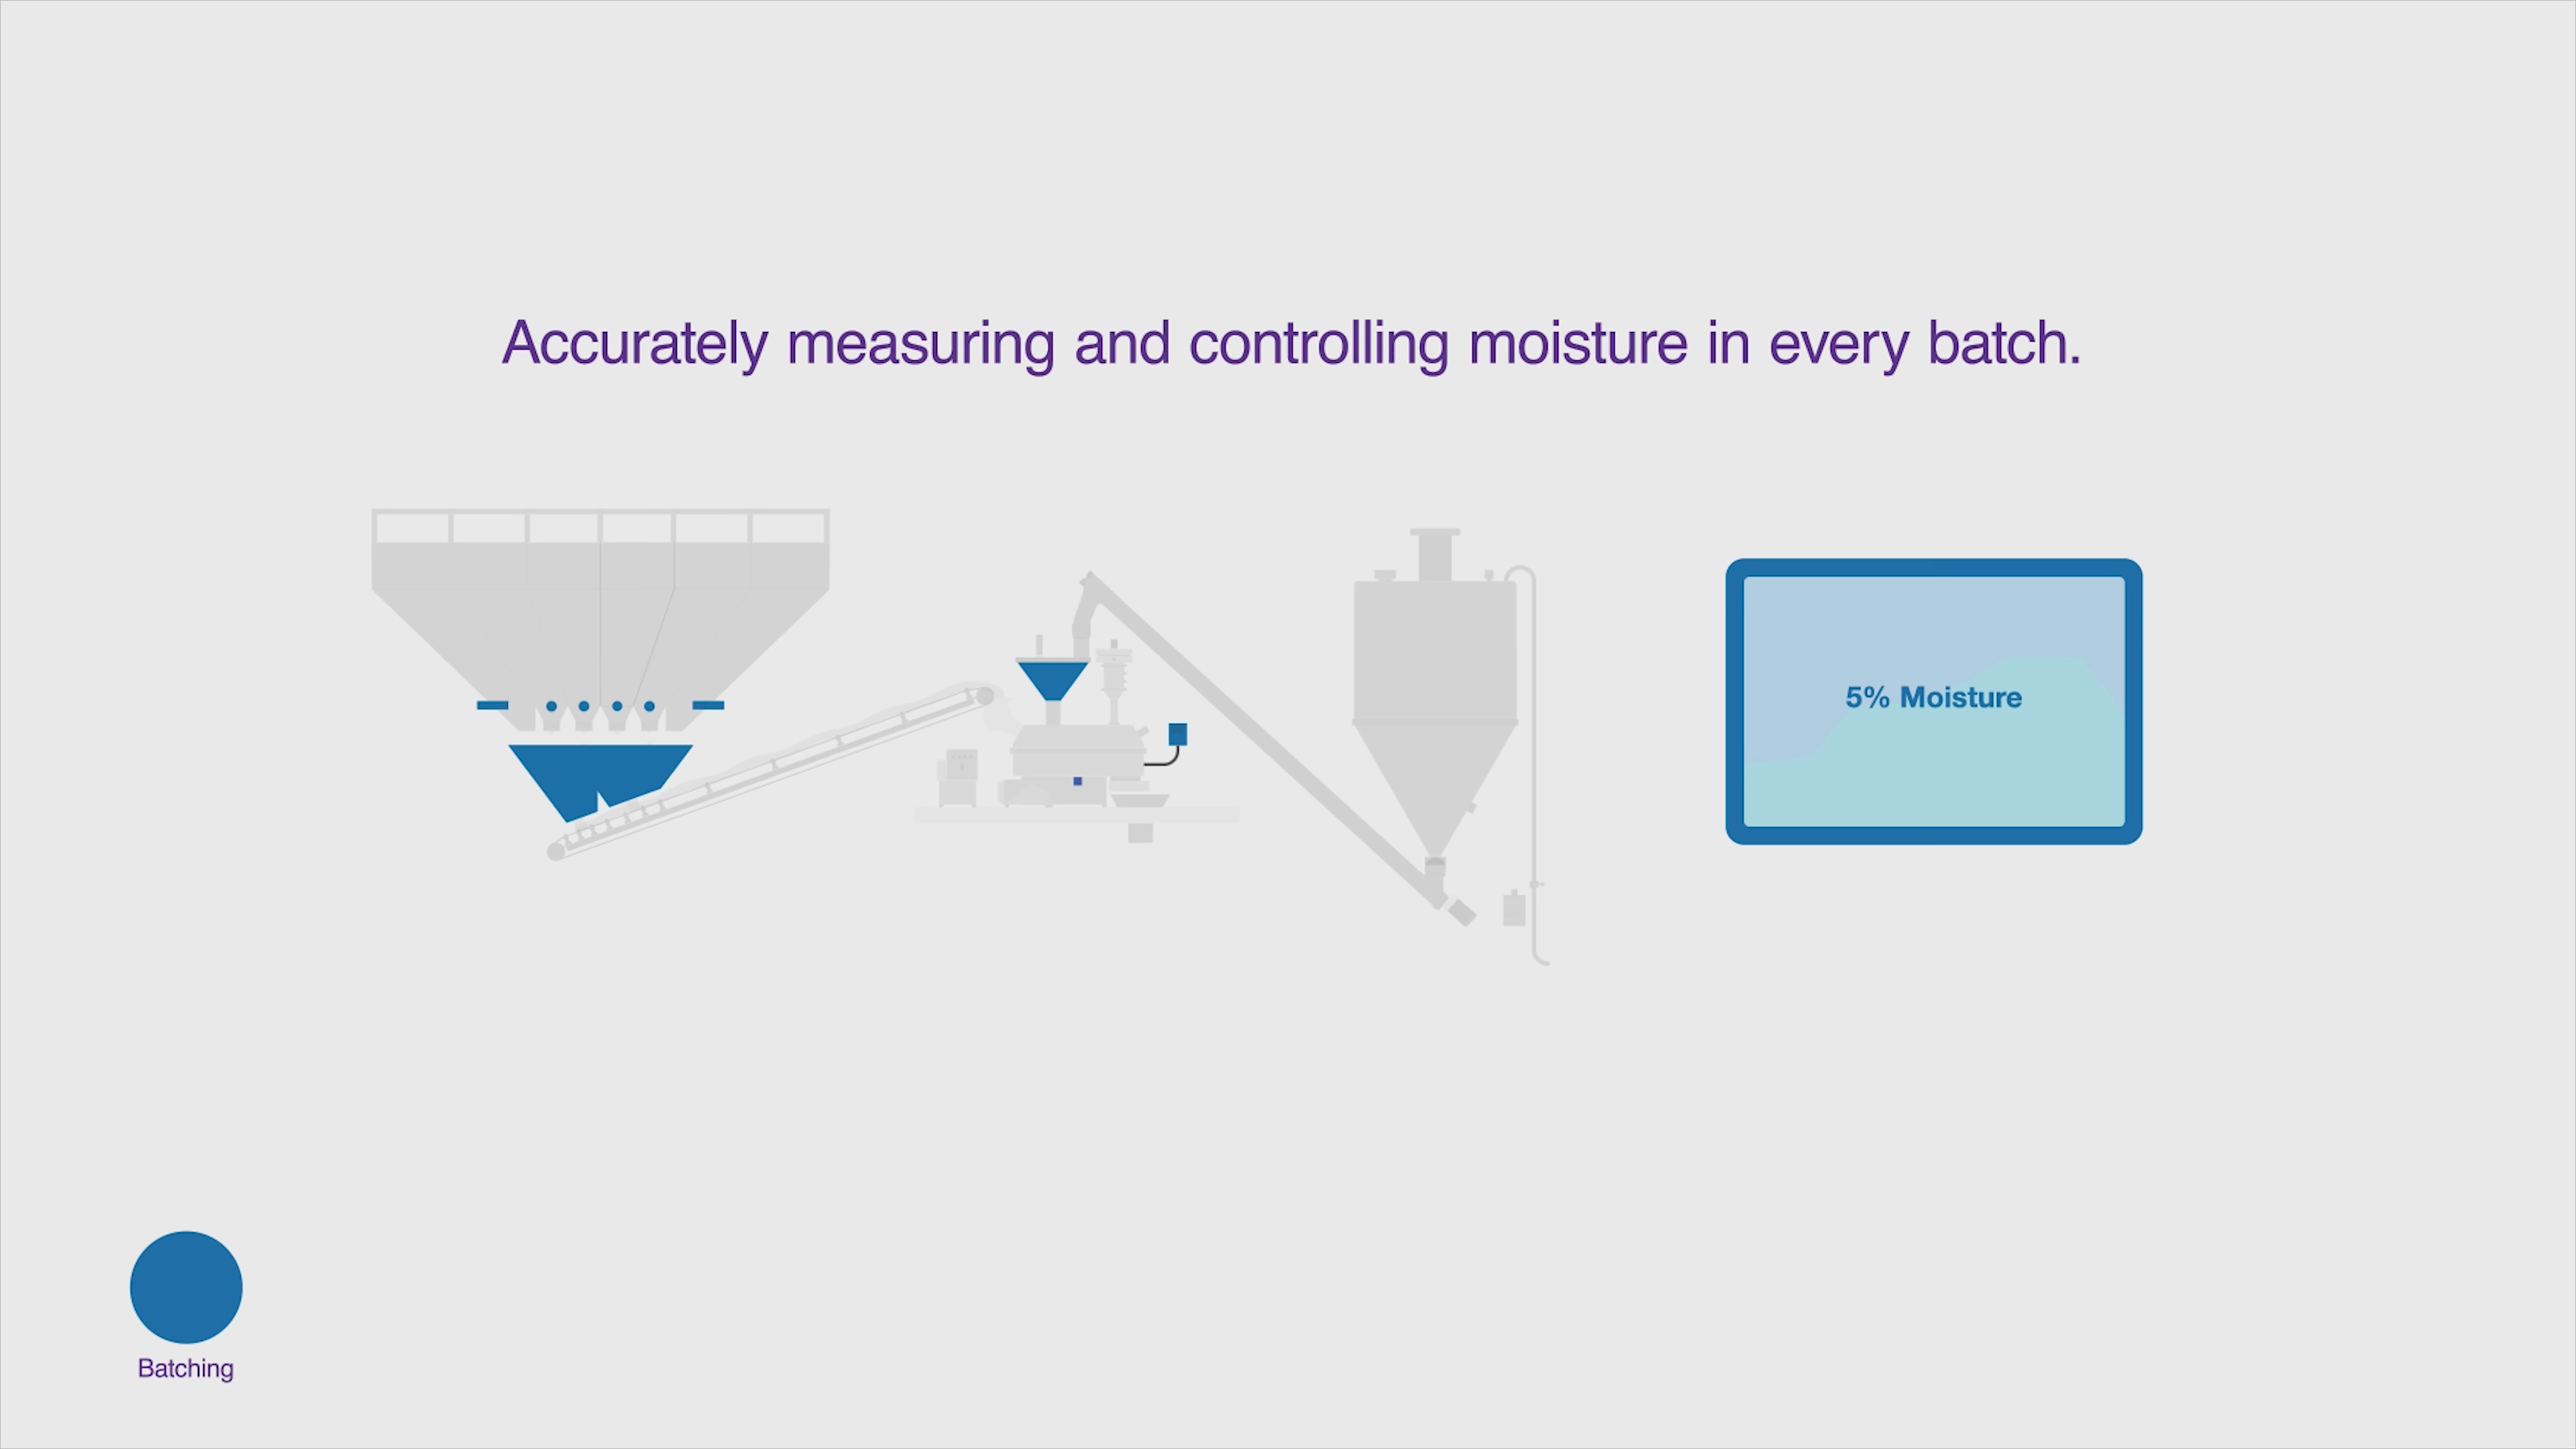 Accurately measuring and controlling moisture in every batch.
5% Moisture
Batching